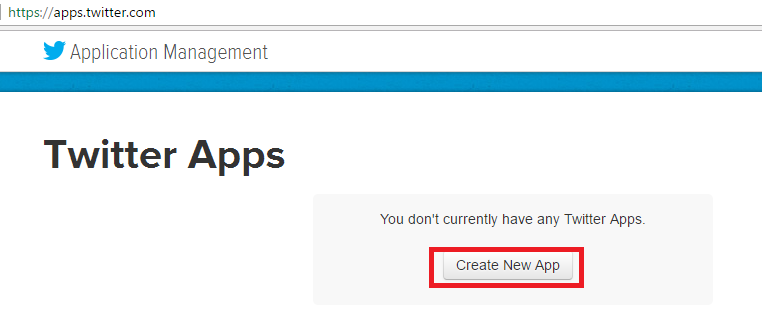 https://apps.twitter.com
Application Management
Twitter Apps
You don't currently have any Twitter Apps.
Create New App